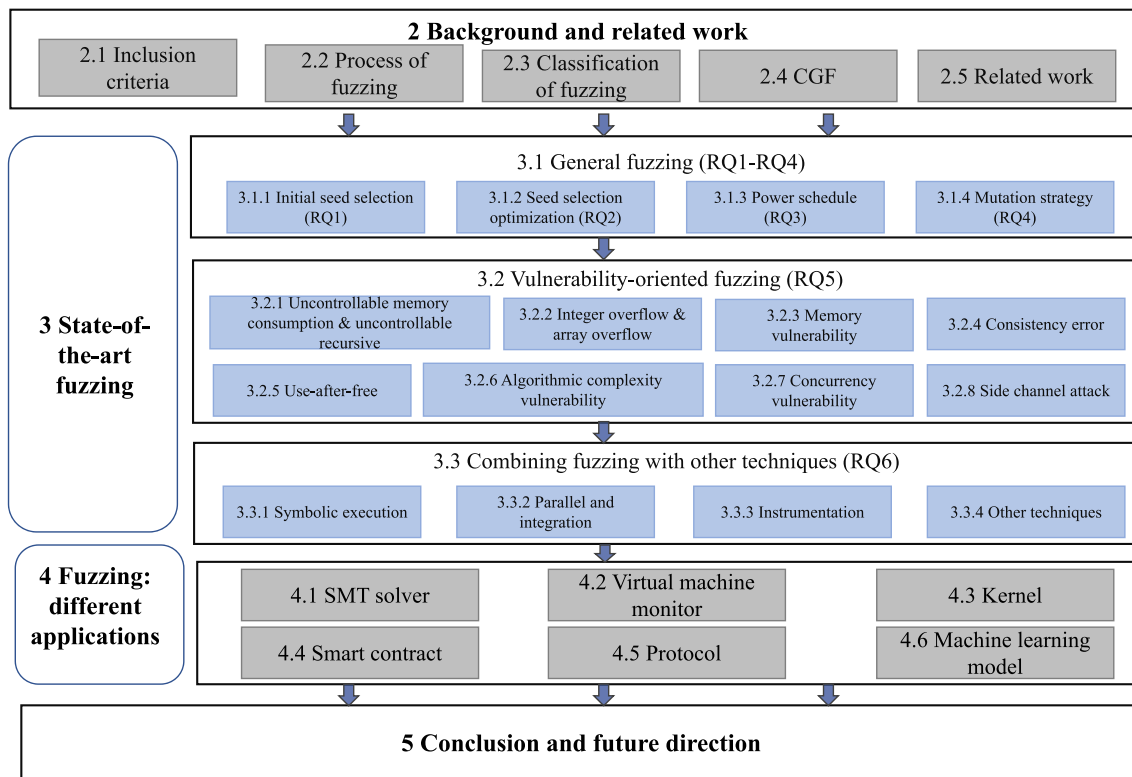 2 Background and related work
2.1 Inclusion
criteria
2.2 Process of
fuzzing
2.3 Classification
of fuzzing
2.4 CGF
2.5 Related work
3 State-of-
the-art
fuzzing
3.1 General fuzzing (RQ1-RQ4)
3.1.1 Initial seed selection
(RQ1)
3.1.2 Seed selection
optimization (RQ2)
3.1.3 Power schedule
(RQ3)
3.1.4 Mutation strategy
(RQ4)
3.2 Vulnerability-oriented fuzzing (RQ5)
3.2.1 Uncontrollable memory
consumption & uncontrollable
recursive
3.2.2 Integer overflow &
array overflow
3.2.3 Memory
vulnerability
3.2.4 Consistency error
3.2.5 Use-after-free
3.2.6 Algorithmic complexity
vulnerability
3.2.7 Concurrency
vulnerability
3.2.8 Side channel attack
3.3 Combining fuzzing with other techniques (RQ6)
3.3.1 Symbolic execution
3.3.2 Parallel and
integration
3.3.3 Instrumentation
3.3.4 Other techniques
4 Fuzzing:
different
applications
4.1 SMT solver
4.2 Virtual machine
monitor
4.3 Kernel
4.4 Smart contract
4.5 Protocol
4.6 Machine learning
model
5 Conclusion and future direction